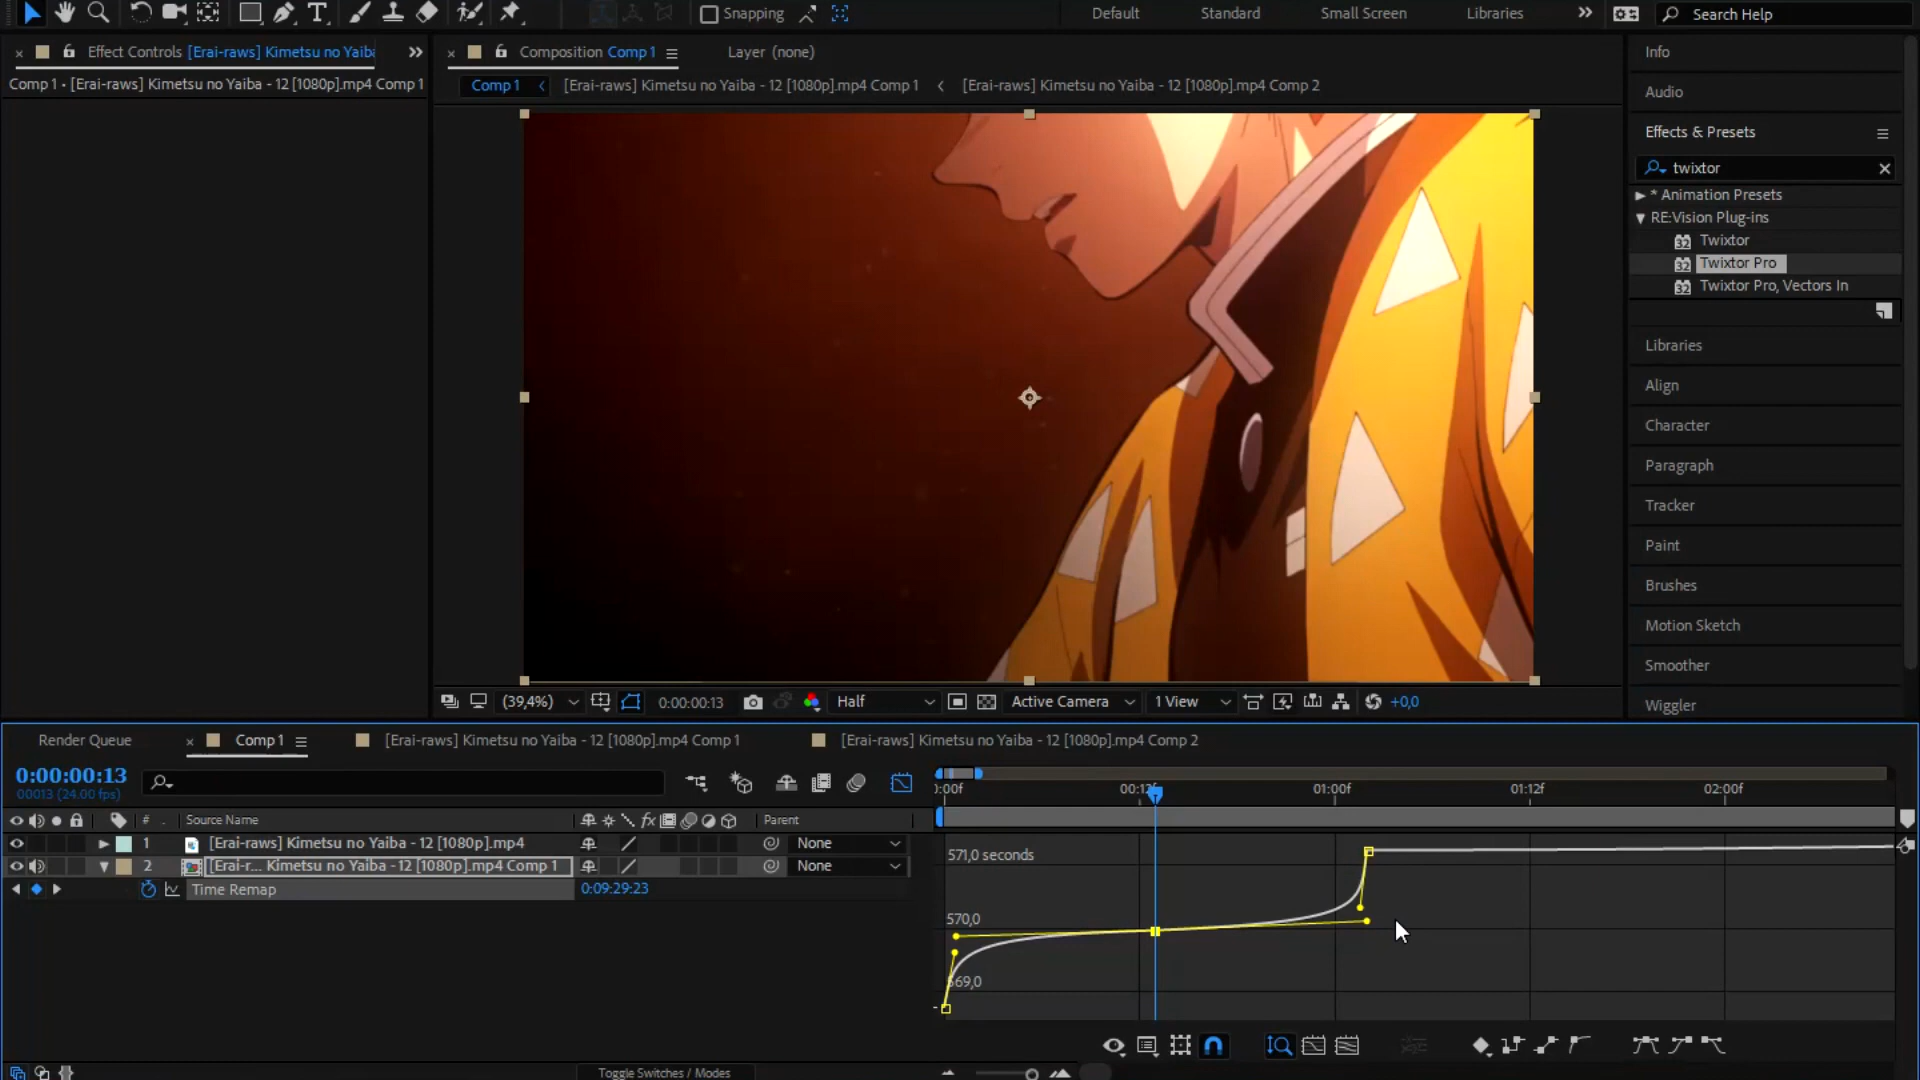 Snapping
Default
Standard
Small Screen
Libraries
Search Help
Effect Controls [Erai-raws] Kimetsu no Yaiba
Composition Comp 1
Layer (none)
Info
Comp 1 • [Erai-raws] Kimetsu no Yaiba - 12 [1080p].mp4 Comp 1
Comp 1
[Erai-raws] Kimetsu no Yaiba - 12 [1080p].mp4 Comp 1
[Erai-raws] Kimetsu no Yaiba - 12 [1080p].mp4 Comp 2
Audio
Effects & Presets
twixtor
* Animation Presets
RE:Vision Plug-ins
32 Twixtor
32 Twixtor Pro
32 Twixtor Pro, Vectors In
Libraries
Align
Character
Paragraph
Tracker
Paint
Brushes
Motion Sketch
Smoother
Wiggler
(39,4%)
0:00:00:13
Half
Active Camera
1 View
+0,0
Render Queue
Comp 1
[Erai-raws] Kimetsu no Yaiba - 12 [1080p].mp4 Comp 1
[Erai-raws] Kimetsu no Yaiba - 12 [1080p].mp4 Comp 2
0:00:00:13
00013 (24.00 fps)
):00f
00:12f
01:00f
01:12f
02:00f
# . Source Name
fx
Parent
1 [Erai-raws] Kimetsu no Yaiba - 12 [1080p].mp4
None
2 [Erai-r... Kimetsu no Yaiba - 12 [1080p].mp4 Comp 1
None
Time Remap
0:09:29:23
571,0 seconds
570,0
569,0
Toggle Switches / Modes